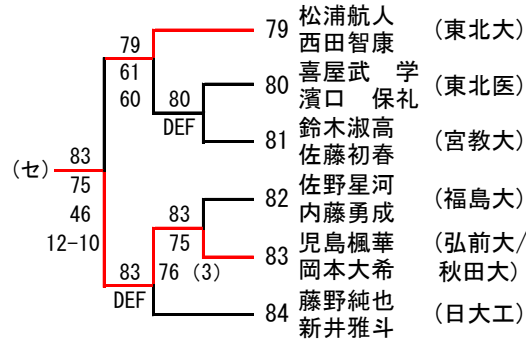 79 松浦航人 西田智康 (東北大)
80 喜屋武　学 濱口　保礼 (東北医)
81 鈴木淑高 佐藤初春 (宮教大)
82 佐野星河 内藤勇成 (福島大)
83 児島楓華 岡本大希 (弘前大/秋田大)
84 藤野純也 新井雅斗 (日大工)
79
61
60
80
DEF
(セ)
83
75
46
12-10
83
75
76 (3)
83
DEF